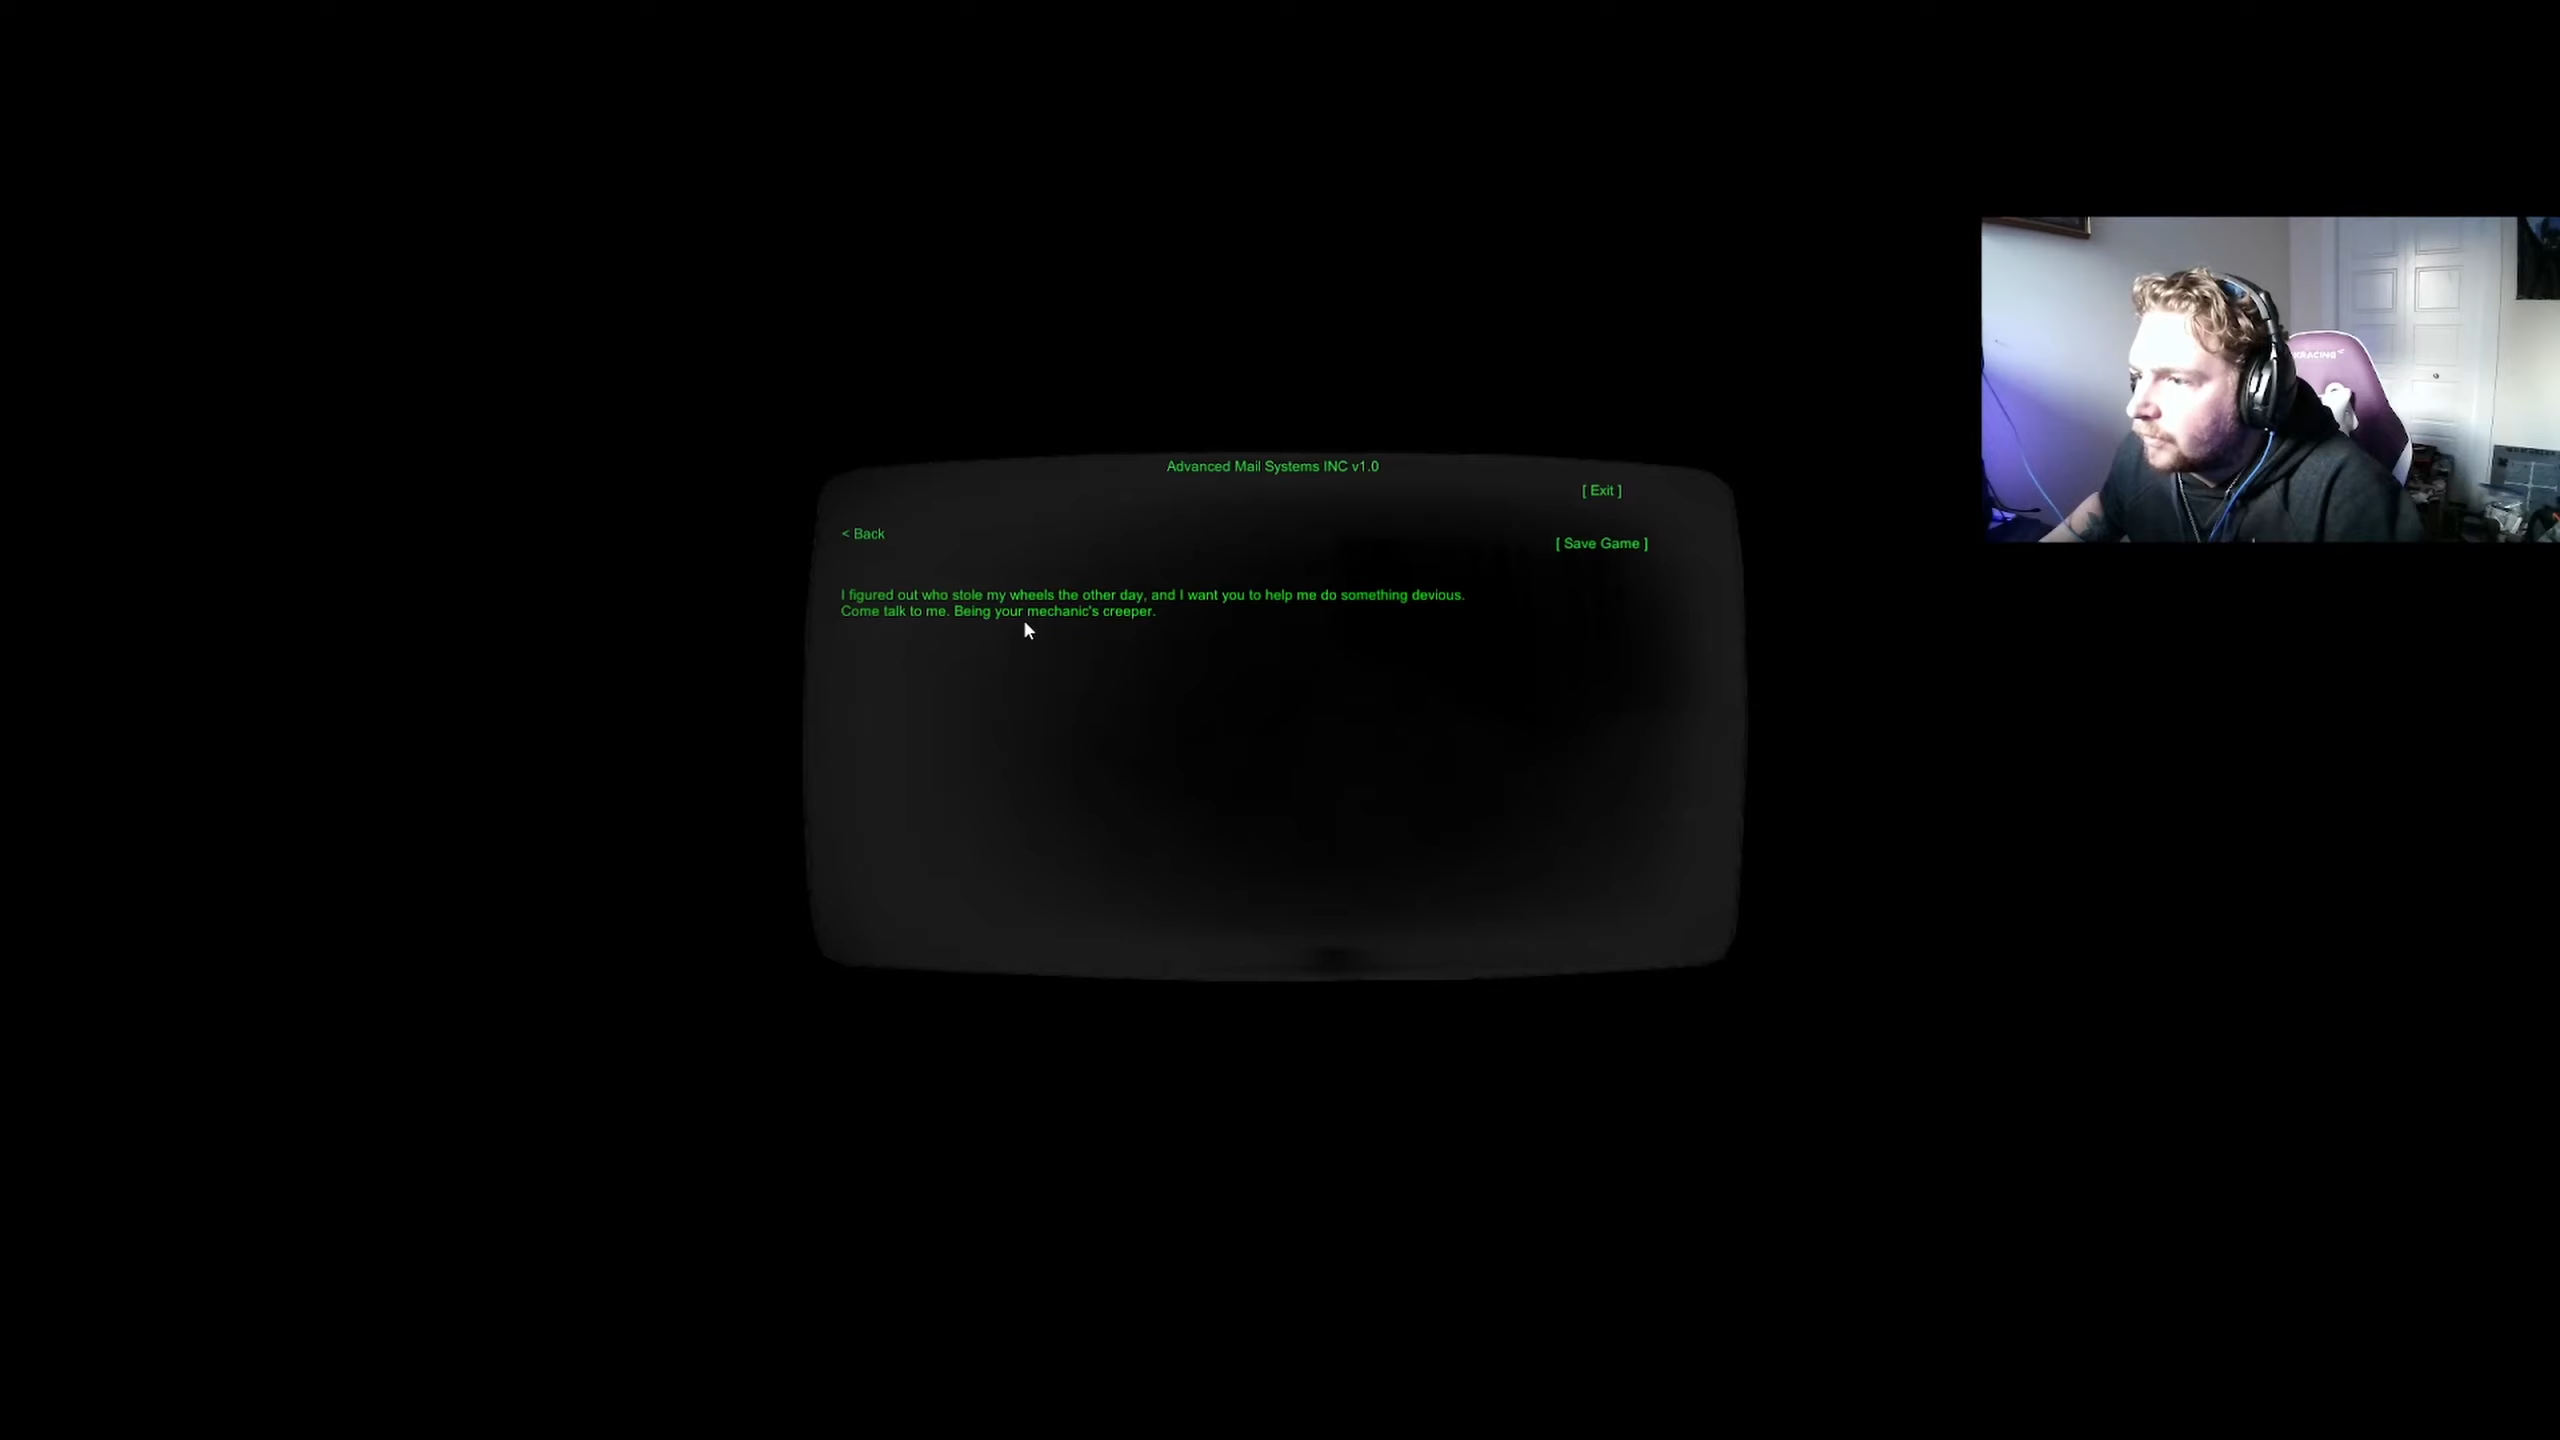 Advanced Mail Systems INC v1.0
[ Exit ]
< Back
[ Save Game ]
I figured out who stole my wheels the other day, and I want you to help me do something devious.
Come talk to me. Being your mechanic's creeper.
KRACING